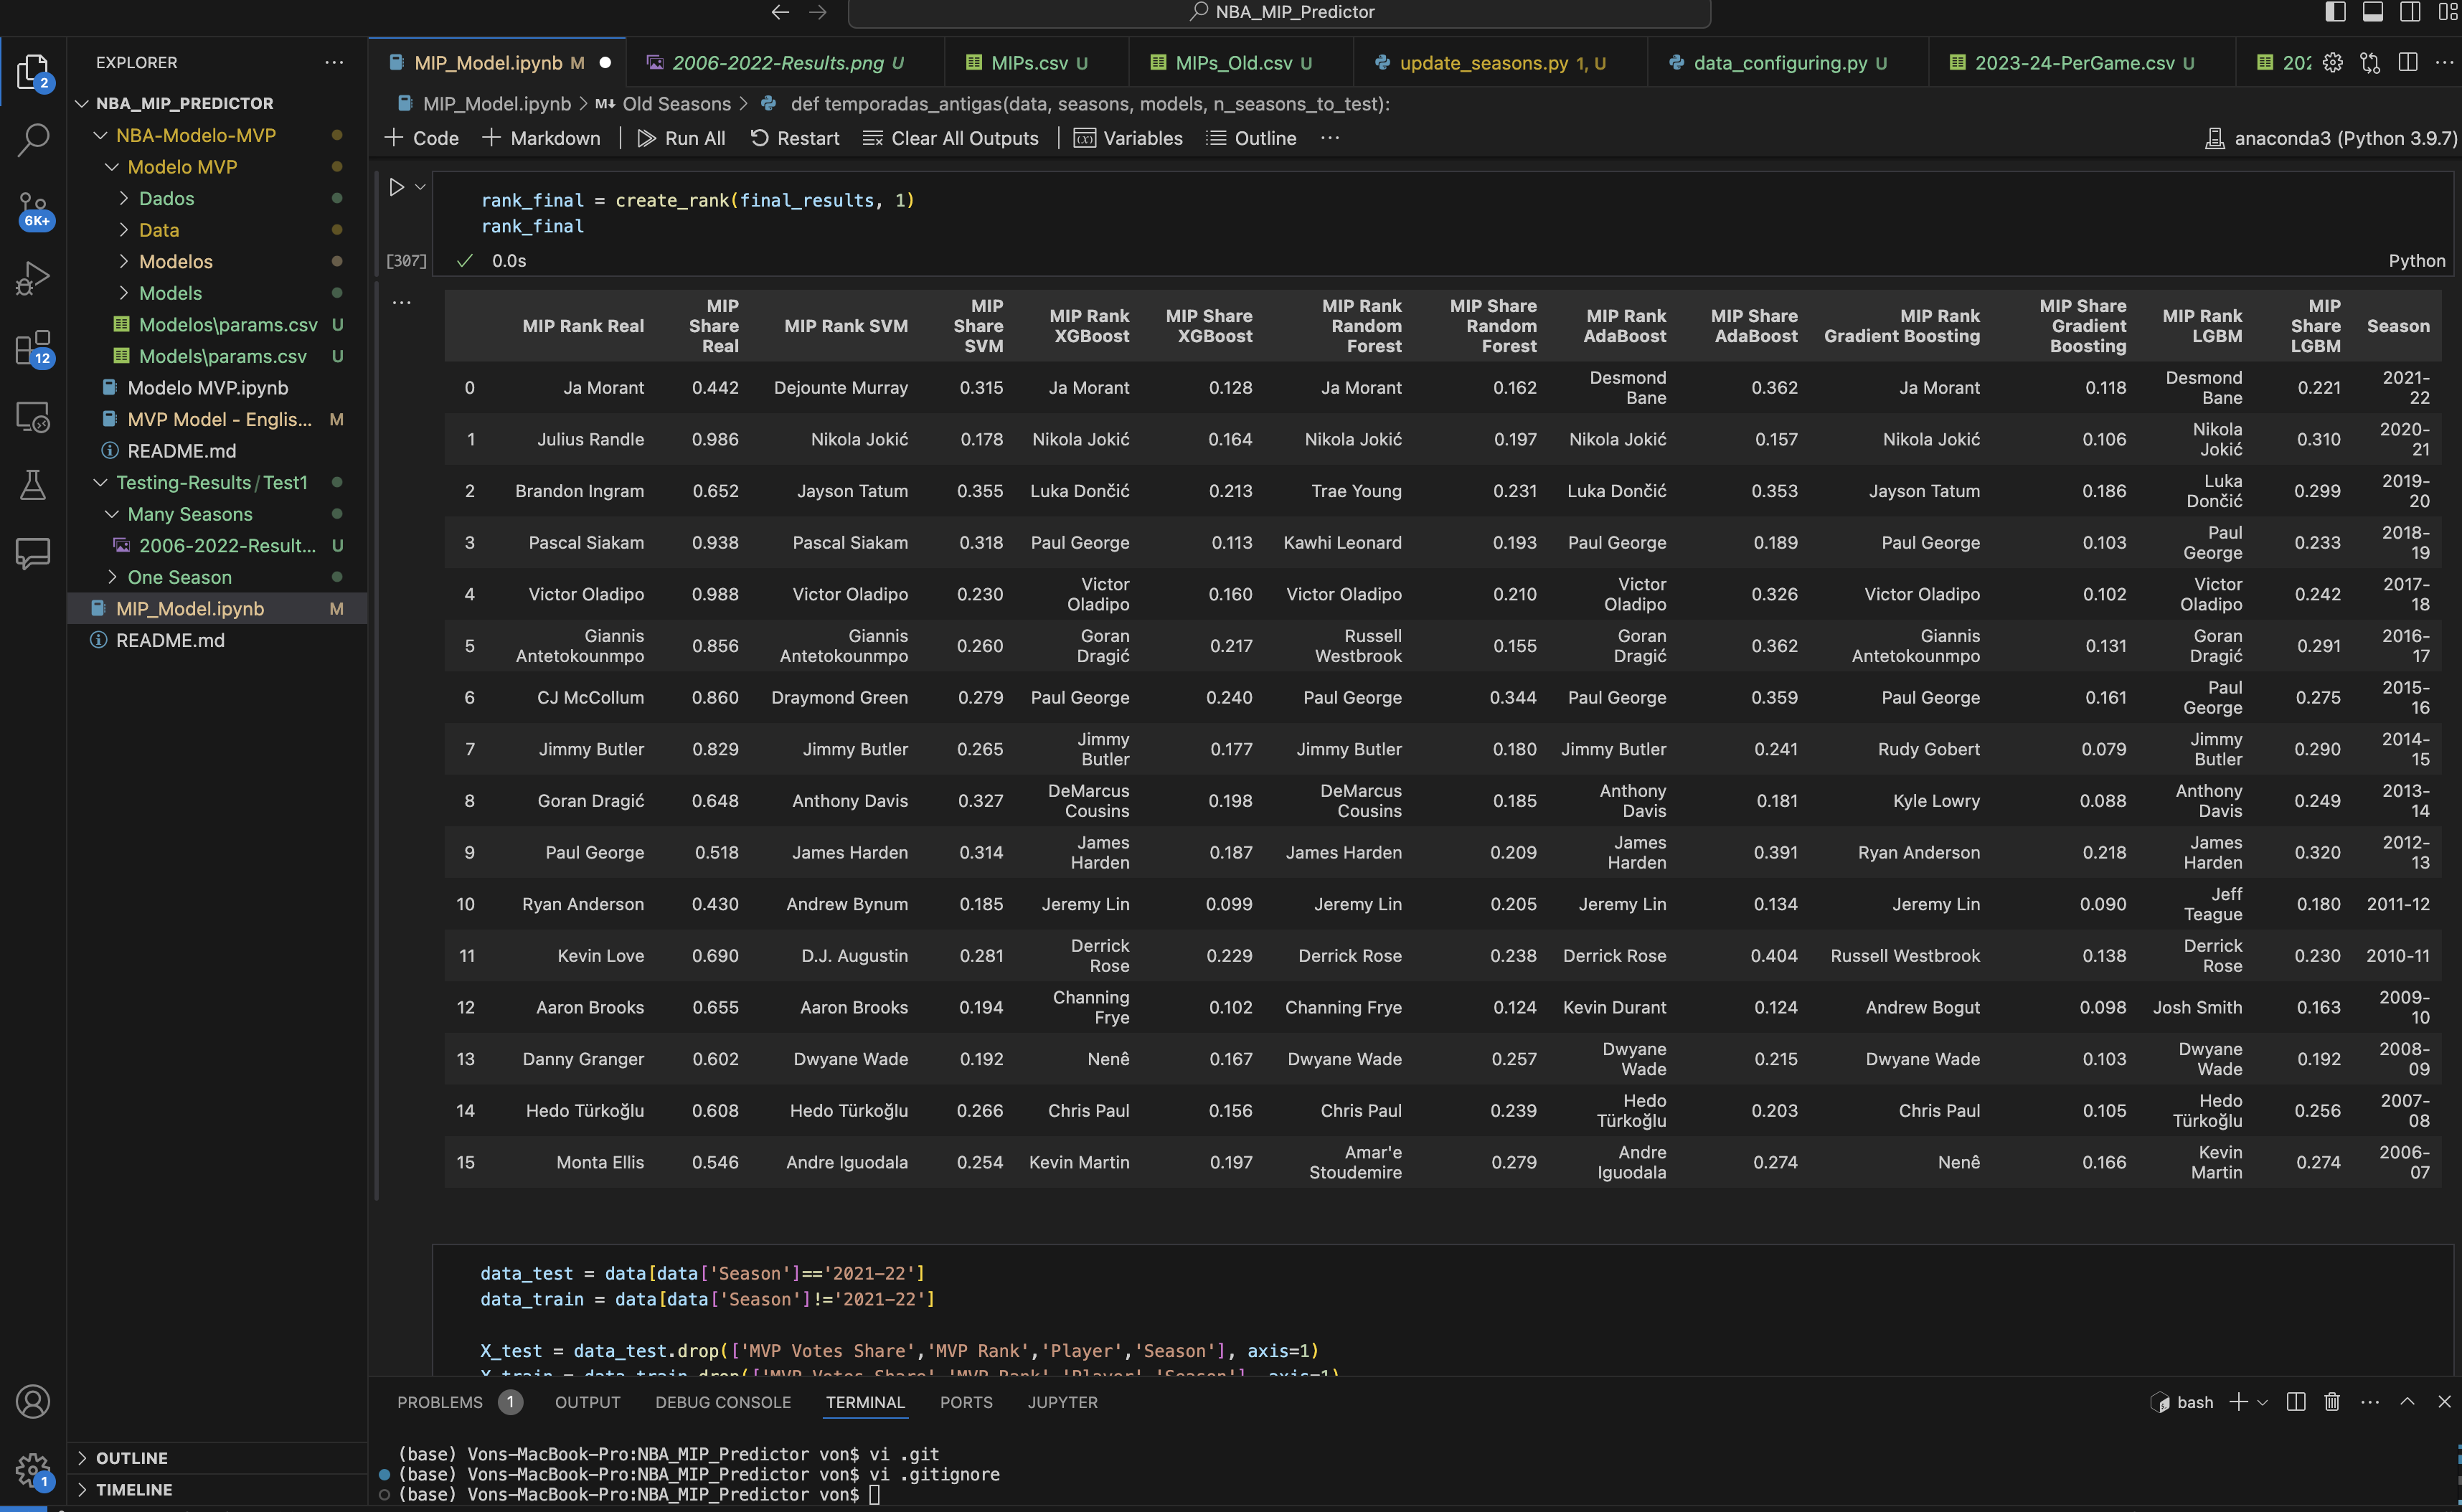 NBA_MIP_Predictor
EXPLORER
NBA_MIP_PREDICTOR
NBA-Modelo-MVP
Modelo MVP
Dados
Data
Modelos
Models
Modelos\params.csv U
Models\params.csv U
Modelo MVP.ipynb
MVP Model - Englis... M
README.md
Testing-Results/Test1
Many Seasons
2006-2022-Result... U
One Season
MIP_Model.ipynb M
README.md
OUTLINE
TIMELINE
2
6K+
12
1
MIP_Model.ipynb M
2006-2022-Results.png U
MIPs.csv U
MIPs_Old.csv U
update_seasons.py 1, U
data_configuring.py U
2023-24-PerGame.csv U
MIP_Model.ipynb > M↓ Old Seasons > def temporadas_antigas(data, seasons, models, n_seasons_to_test):
+ Code + Markdown | Run All Restart Clear All Outputs | Variables Outline ...
anaconda3 (Python 3.9.7)
rank_final = create_rank(final_results, 1)
rank_final
[307] ✓ 0.0s Python
MIP Rank Real MIP Share Real MIP Rank SVM MIP Share SVM MIP Rank XGBoost MIP Share XGBoost MIP Rank Random Forest MIP Share Random Forest MIP Rank AdaBoost MIP Share AdaBoost MIP Rank Gradient Boosting MIP Share Gradient Boosting MIP Rank LGBM MIP Share LGBM Season
0 Ja Morant 0.442 Dejounte Murray 0.315 Ja Morant 0.128 Ja Morant 0.162 Desmond Bane 0.362 Ja Morant 0.118 Desmond Bane 0.221 2021-22
1 Julius Randle 0.986 Nikola Jokić 0.178 Nikola Jokić 0.164 Nikola Jokić 0.197 Nikola Jokić 0.157 Nikola Jokić 0.106 Nikola Jokić 0.310 2020-21
2 Brandon Ingram 0.652 Jayson Tatum 0.355 Luka Dončić 0.213 Trae Young 0.231 Luka Dončić 0.353 Jayson Tatum 0.186 Luka Dončić 0.299 2019-20
3 Pascal Siakam 0.938 Pascal Siakam 0.318 Paul George 0.113 Kawhi Leonard 0.193 Paul George 0.189 Paul George 0.103 Paul George 0.233 2018-19
4 Victor Oladipo 0.988 Victor Oladipo 0.230 Victor Oladipo 0.160 Victor Oladipo 0.210 Victor Oladipo 0.326 Victor Oladipo 0.102 Victor Oladipo 0.242 2017-18
5 Giannis Antetokounmpo 0.856 Giannis Antetokounmpo 0.260 Goran Dragić 0.217 Russell Westbrook 0.155 Goran Dragić 0.362 Giannis Antetokounmpo 0.131 Goran Dragić 0.291 2016-17
6 CJ McCollum 0.860 Draymond Green 0.279 Paul George 0.240 Paul George 0.344 Paul George 0.359 Paul George 0.161 Paul George 0.275 2015-16
7 Jimmy Butler 0.829 Jimmy Butler 0.265 Jimmy Butler 0.177 Jimmy Butler 0.180 Jimmy Butler 0.241 Rudy Gobert 0.079 Jimmy Butler 0.290 2014-15
8 Goran Dragić 0.648 Anthony Davis 0.327 DeMarcus Cousins 0.198 DeMarcus Cousins 0.185 Anthony Davis 0.181 Kyle Lowry 0.088 Anthony Davis 0.249 2013-14
9 Paul George 0.518 James Harden 0.314 James Harden 0.187 James Harden 0.209 James Harden 0.391 Ryan Anderson 0.218 James Harden 0.320 2012-13
10 Ryan Anderson 0.430 Andrew Bynum 0.185 Jeremy Lin 0.099 Jeremy Lin 0.205 Jeremy Lin 0.134 Jeremy Lin 0.090 Jeff Teague 0.180 2011-12
11 Kevin Love 0.690 D.J. Augustin 0.281 Derrick Rose 0.229 Derrick Rose 0.238 Derrick Rose 0.404 Russell Westbrook 0.138 Derrick Rose 0.230 2010-11
12 Aaron Brooks 0.655 Aaron Brooks 0.194 Channing Frye 0.102 Channing Frye 0.124 Kevin Durant 0.124 Andrew Bogut 0.098 Josh Smith 0.163 2009-10
13 Danny Granger 0.602 Dwyane Wade 0.192 Nenê 0.167 Dwyane Wade 0.257 Dwyane Wade 0.215 Dwyane Wade 0.103 Dwyane Wade 0.192 2008-09
14 Hedo Türkoğlu 0.608 Hedo Türkoğlu 0.266 Chris Paul 0.156 Chris Paul 0.239 Hedo Türkoğlu 0.203 Chris Paul 0.105 Hedo Türkoğlu 0.256 2007-08
15 Monta Ellis 0.546 Andre Iguodala 0.254 Kevin Martin 0.197 Amar'e Stoudemire 0.279 Andre Iguodala 0.274 Nenê 0.166 Kevin Martin 0.274 2006-07
data_test = data[data['Season']=='2021-22']
data_train = data[data['Season']!='2021-22']
X_test = data_test.drop(['MVP Votes Share','MVP Rank','Player','Season'], axis=1)
X_train = data_train.drop(['MVP Votes Share','MVP Rank','Player','Season'], axis=1)
PROBLEMS 1 OUTPUT DEBUG CONSOLE TERMINAL PORTS JUPYTER
bash
(base) Vons-MacBook-Pro:NBA_MIP_Predictor von$ vi .git
(base) Vons-MacBook-Pro:NBA_MIP_Predictor von$ vi .gitignore
(base) Vons-MacBook-Pro:NBA_MIP_Predictor von$